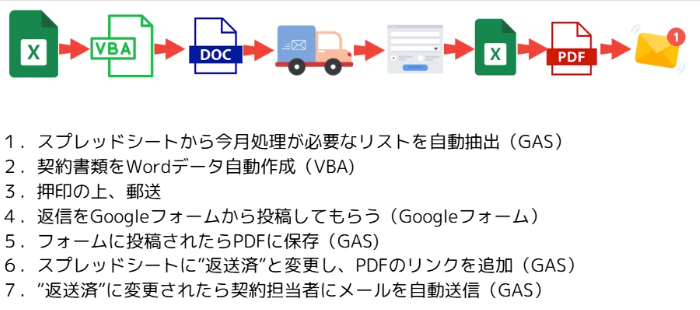 X
VBA
DOC
X
PDF
1
１．スプレッドシートから今月処理が必要なリストを自動抽出（GAS）
２．契約書類をWordデータ自動作成（VBA)
３．押印の上、郵送
４．返信をGoogleフォームから投稿してもらう（Googleフォーム）
５．フォームに投稿されたらPDFに保存（GAS)
６．スプレッドシートに”返送済”と変更し、PDFのリンクを追加（GAS）
７．”返送済”に変更されたら契約担当者にメールを自動送信（GAS）